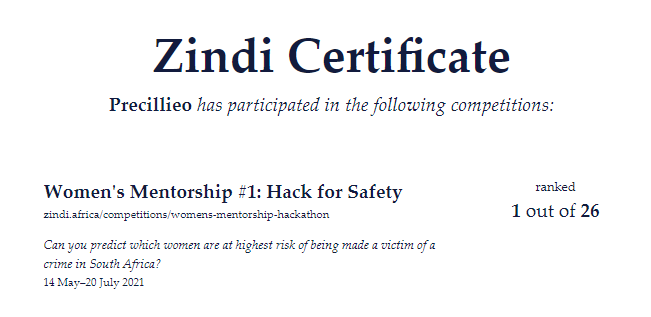 Zindi Certificate
Precillieo has participated in the following competitions:
Women's Mentorship #1: Hack for Safety
zindi.africa/competitions/womens-mentorship-hackathon
Can you predict which women are at highest risk of being made a victim of a
crime in South Africa?
14 May–20 July 2021
ranked
1 out of 26